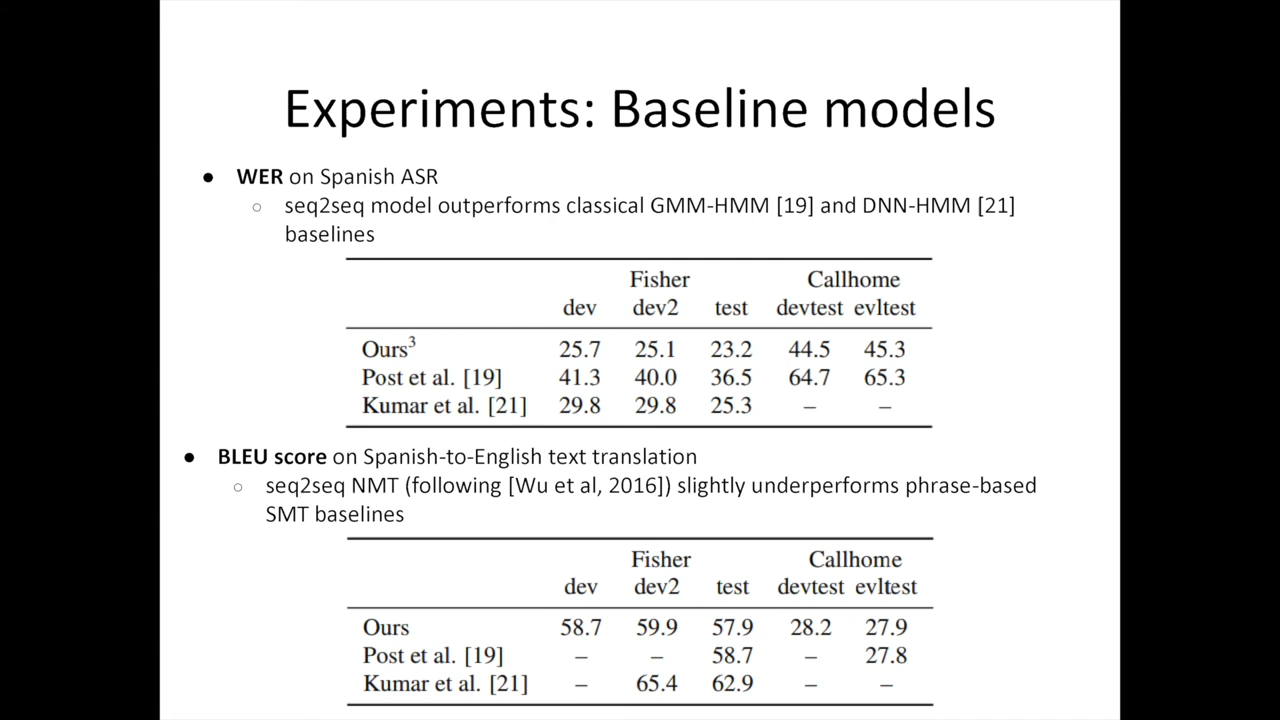 Experiments: Baseline models
● WER on Spanish ASR
○ seq2seq model outperforms classical GMM-HMM [19] and DNN-HMM [21]
baselines
Fisher Callhome
dev dev2 test devtest evltest
Ours3 25.7 25.1 23.2 44.5 45.3
Post et al. [19] 41.3 40.0 36.5 64.7 65.3
Kumar et al. [21] 29.8 29.8 25.3 – –
● BLEU score on Spanish-to-English text translation
○ seq2seq NMT (following [Wu et al, 2016]) slightly underperforms phrase-based
SMT baselines
Fisher Callhome
dev dev2 test devtest evltest
Ours 58.7 59.9 57.9 28.2 27.9
Post et al. [19] – – 58.7 – 27.8
Kumar et al. [21] – 65.4 62.9 – –